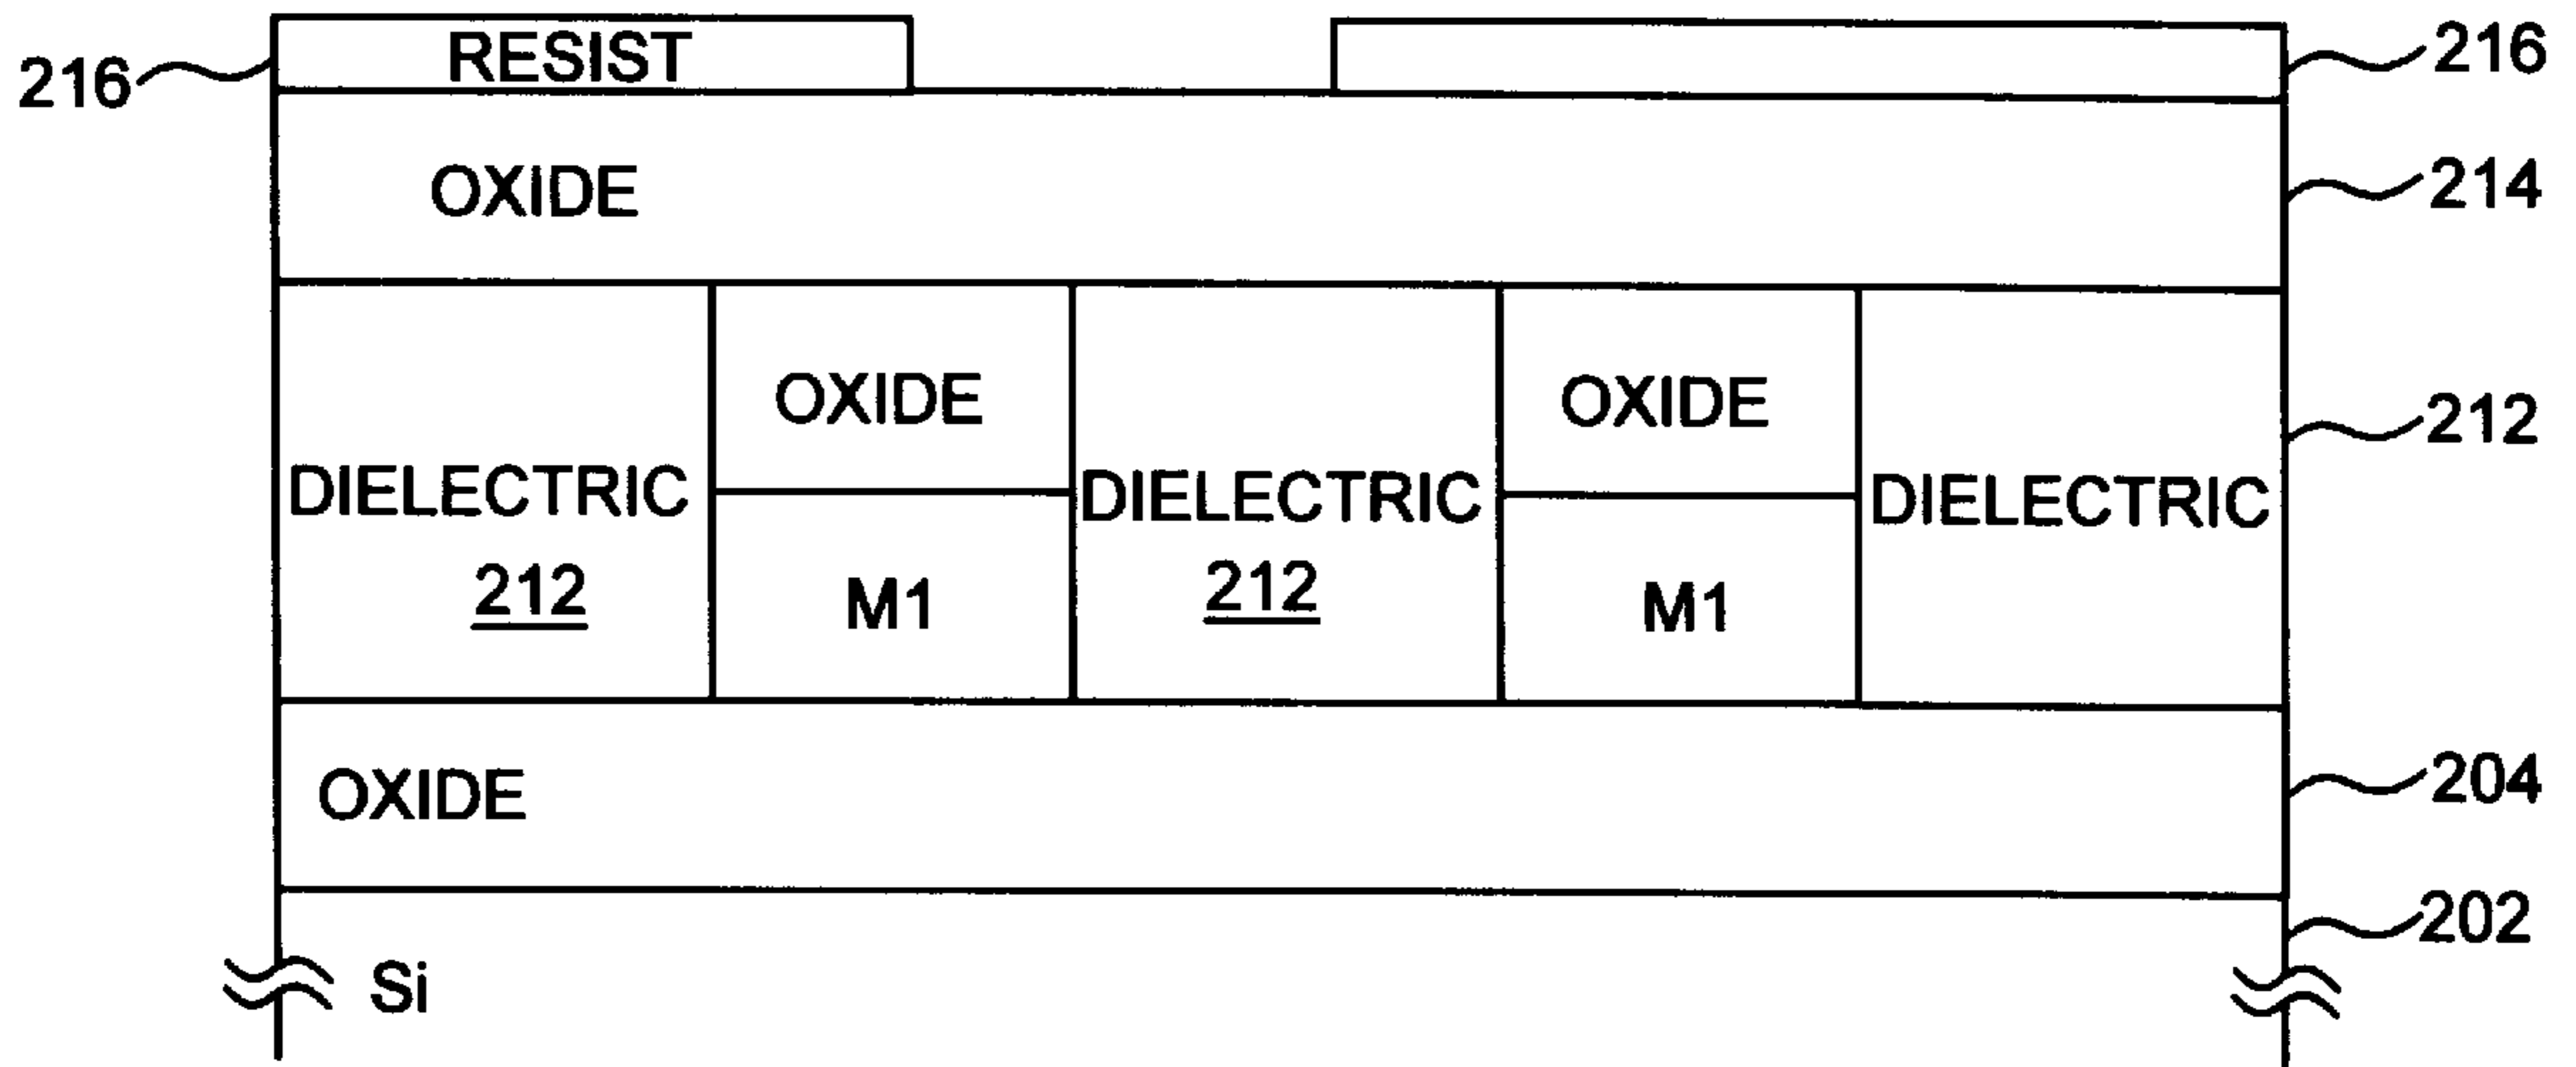 216 RESIST 216
OXIDE 214
OXIDE OXIDE 212
DIELECTRIC DIELECTRIC DIELECTRIC
212 M1 212 M1
OXIDE 204
202
Si